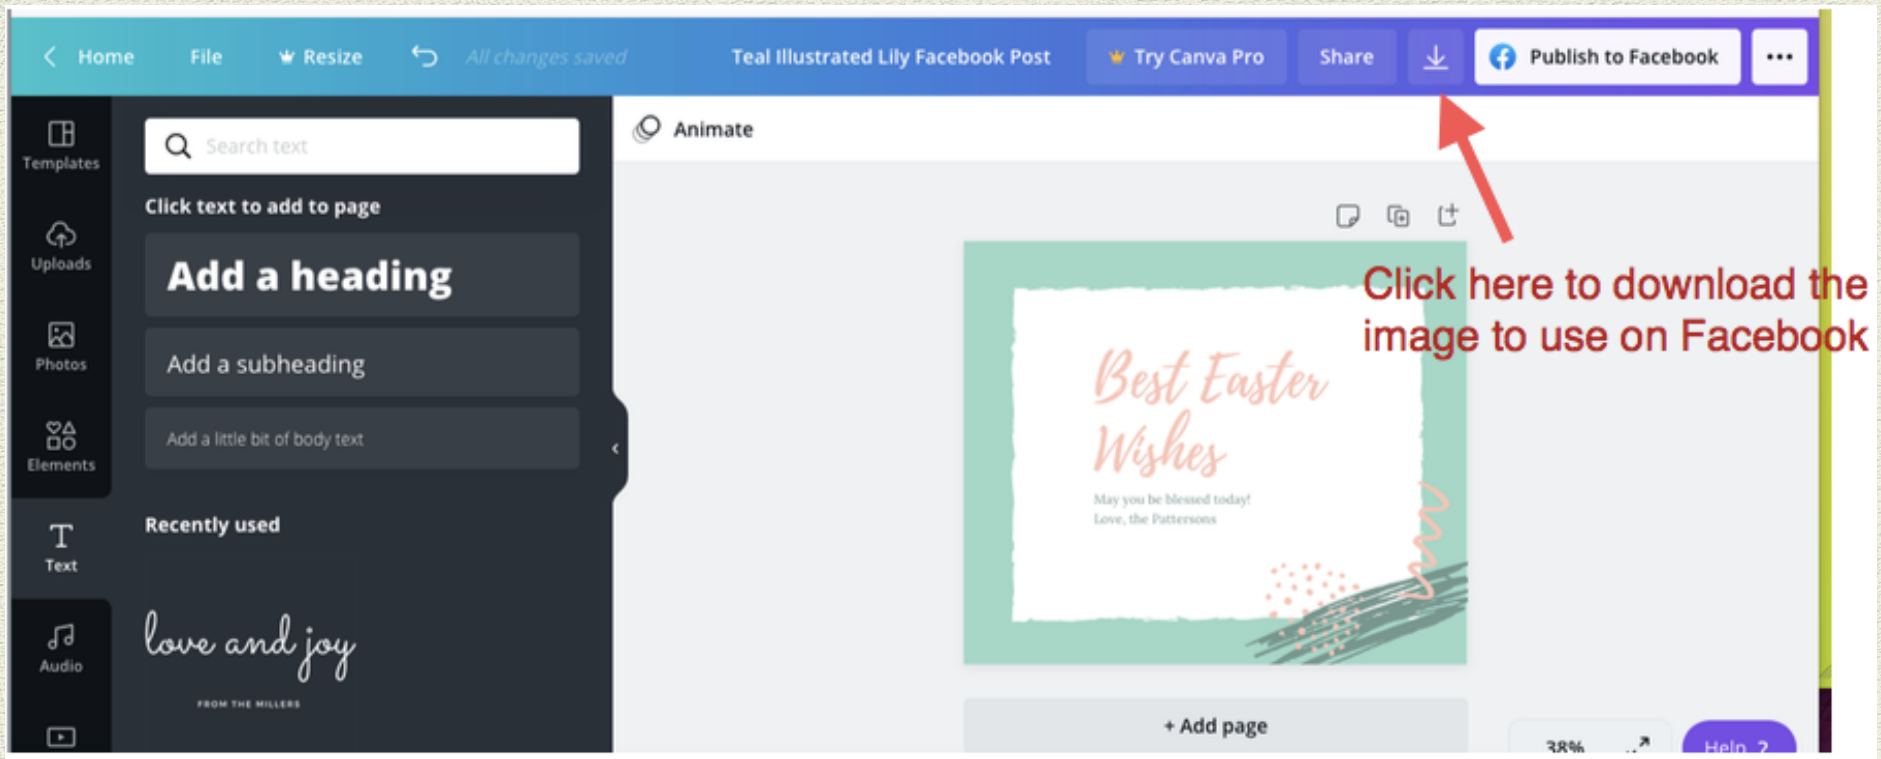 Home File Resize All changes saved Teal Illustrated Lily Facebook Post Try Canva Pro Share Publish to Facebook
Templates
Uploads
Photos
Elements
Text
Audio
Search text
Click text to add to page
Add a heading
Add a subheading
Add a little bit of body text
Recently used
love and joy
FROM THE MILLERS
Animate
Click here to download the
image to use on Facebook
Best Easter
Wishes
May you be blessed today!
Love, the Pattersons
+ Add page
38%
Help ?